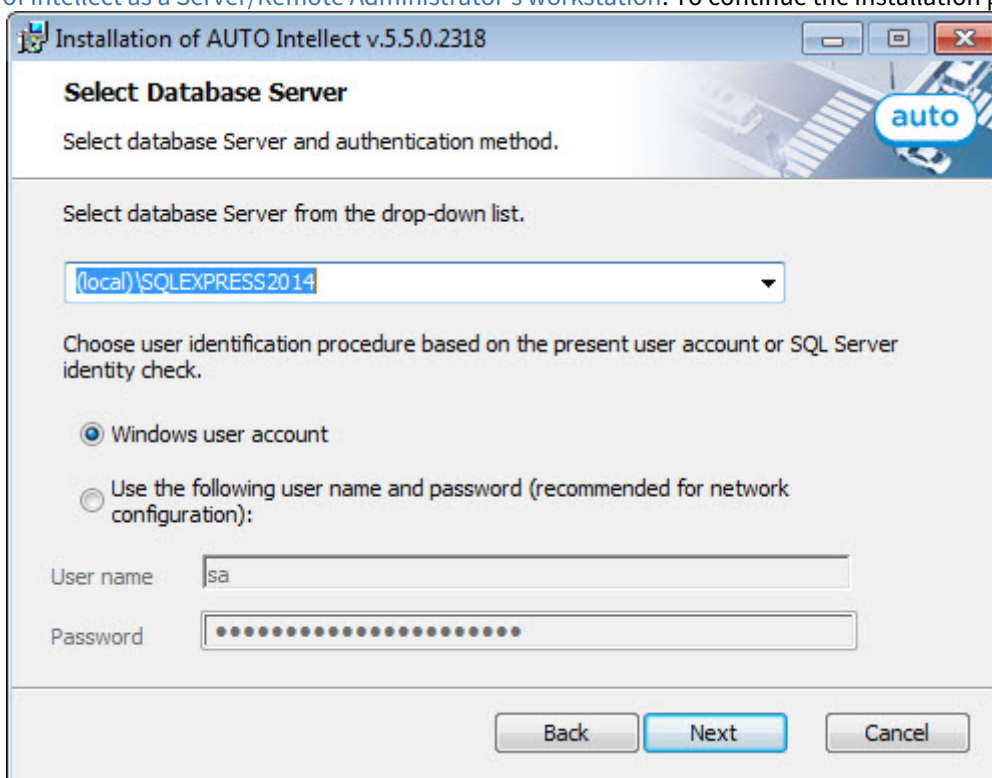 of Intellect as a Server/Remote Administrator's workstation. To continue the installation p
Installation of AUTO Intellect v.5.5.0.2318
Select Database Server
auto
Select database Server and authentication method.
Select database Server from the drop-down list.
(local)\SQLEXPRESS2014
Choose user identification procedure based on the present user account or SQL Server
identity check.
Windows user account
Use the following user name and password (recommended for network
configuration):
User name sa
Password •••••••••••••••••••••••
Back Next Cancel